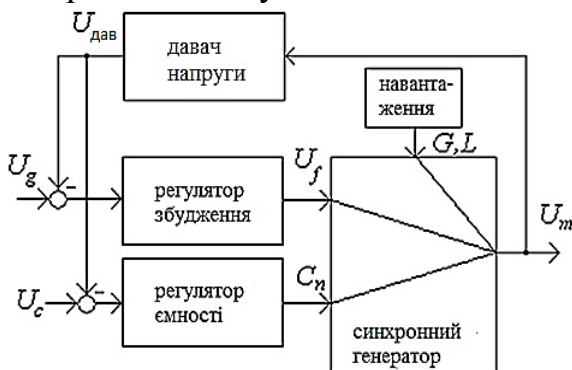 U_дав
давач
напруги
наванта-
ження
G,L
U_g
-
регулятор
збудження
U_f
U_m
U_c
-
регулятор
ємності
C_n
синхронний
генератор